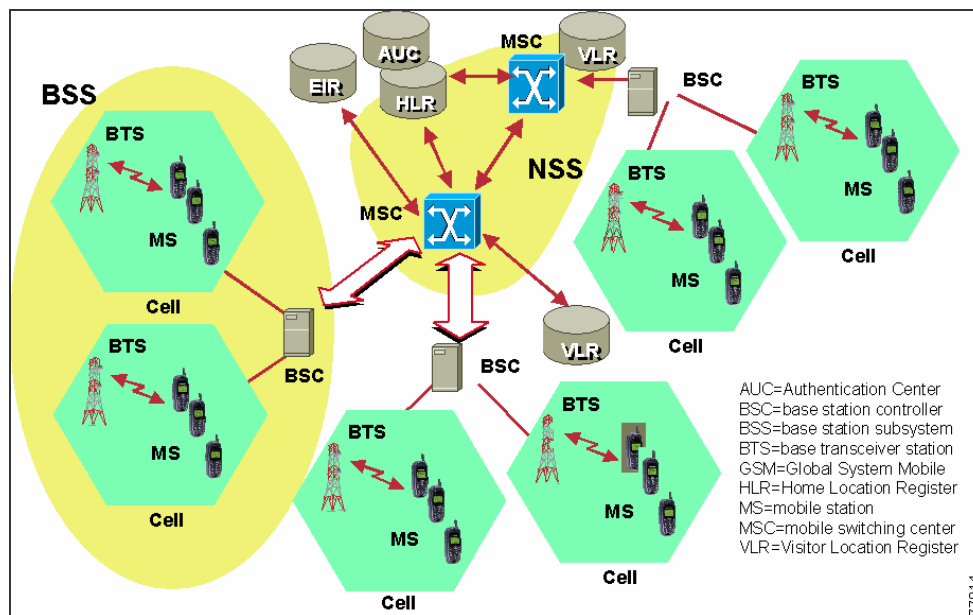 BSS
BTS
MS
Cell
BTS
MS
Cell
BSC
EIR
AUC
HLR
MSC
VLR
NSS
MSC
BSC
BTS
MS
Cell
BTS
MS
Cell
VLR
BSC
BTS
MS
Cell
BTS
MS
Cell
AUC=Authentication Center
BSC=base station controller
BSS=base station subsystem
BTS=base transceiver station
GSM=Global System Mobile
HLR=Home Location Register
MS=mobile station
MSC=mobile switching center
VLR=Visitor Location Register